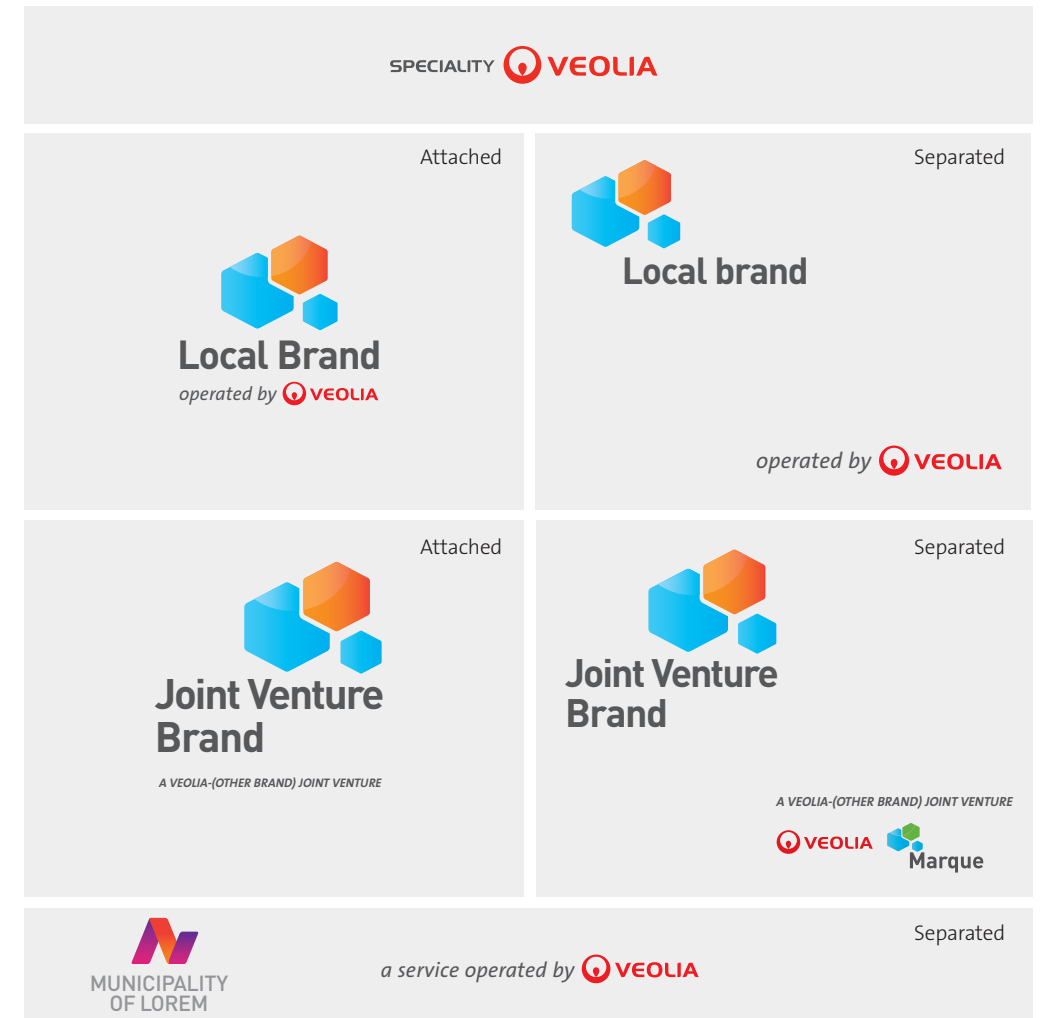 SPECIALITY VEOLIA
Attached
Local Brand
operated by VEOLIA
Separated
Local brand
operated by VEOLIA
Attached
Joint Venture
Brand
A VEOLIA-(OTHER BRAND) JOINT VENTURE
Separated
Joint Venture
Brand
A VEOLIA-(OTHER BRAND) JOINT VENTURE
VEOLIA Marque
Separated
MUNICIPALITY
OF LOREM
a service operated by VEOLIA